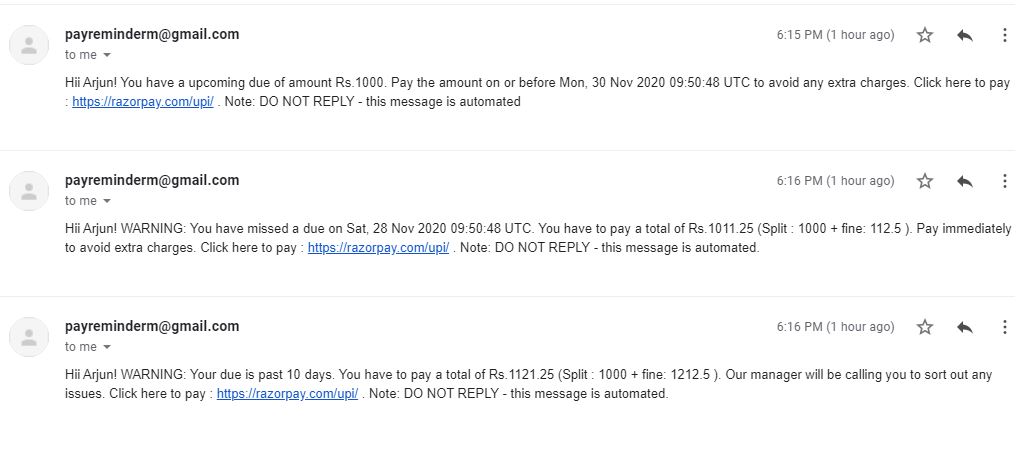 payreminderm@gmail.com 6:15 PM (1 hour ago)
to me
Hii Arjun! You have a upcoming due of amount Rs.1000. Pay the amount on or before Mon, 30 Nov 2020 09:50:48 UTC to avoid any extra charges. Click here to pay
: https://razorpay.com/upi/ . Note: DO NOT REPLY - this message is automated
payreminderm@gmail.com 6:16 PM (1 hour ago)
to me
Hii Arjun! WARNING: You have missed a due on Sat, 28 Nov 2020 09:50:48 UTC. You have to pay a total of Rs.1011.25 (Split : 1000 + fine: 112.5 ). Pay immediately
to avoid extra charges. Click here to pay : https://razorpay.com/upi/ . Note: DO NOT REPLY - this message is automated.
payreminderm@gmail.com 6:16 PM (1 hour ago)
to me
Hii Arjun! WARNING: Your due is past 10 days. You have to pay a total of Rs.1121.25 (Split : 1000 + fine: 1212.5 ). Our manager will be calling you to sort out any
issues. Click here to pay : https://razorpay.com/upi/ . Note: DO NOT REPLY - this message is automated.